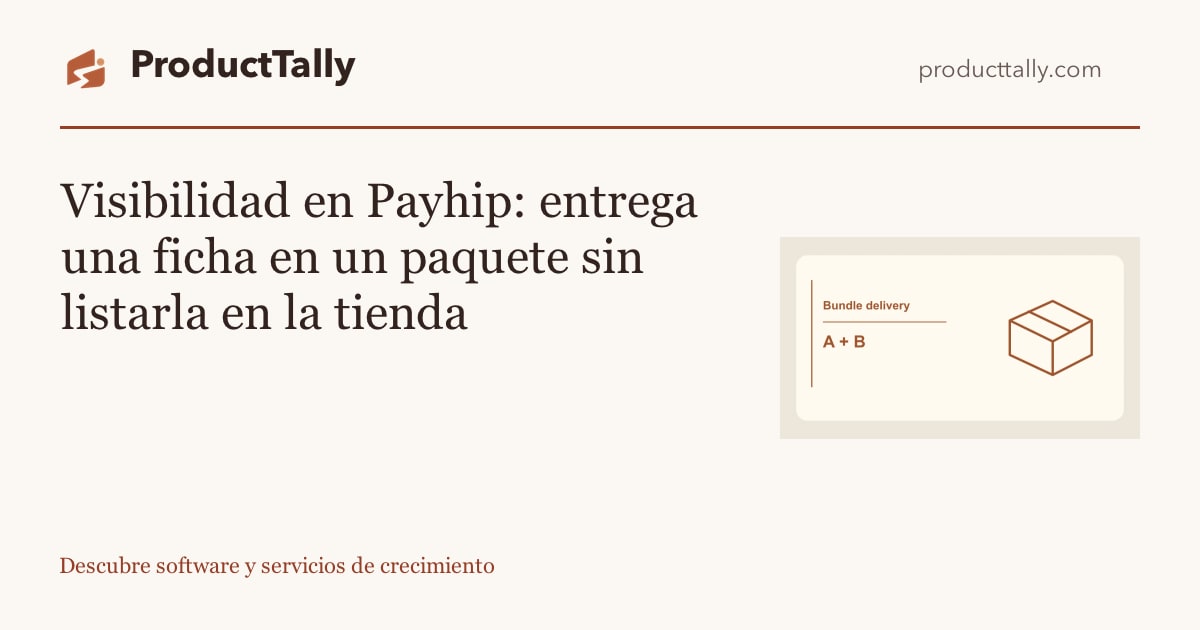 ProductTally
producttally.com
Visibilidad en Payhip: entrega
una ficha en un paquete sin
listarla en la tienda
Bundle delivery
A + B
Descubre software y servicios de crecimiento